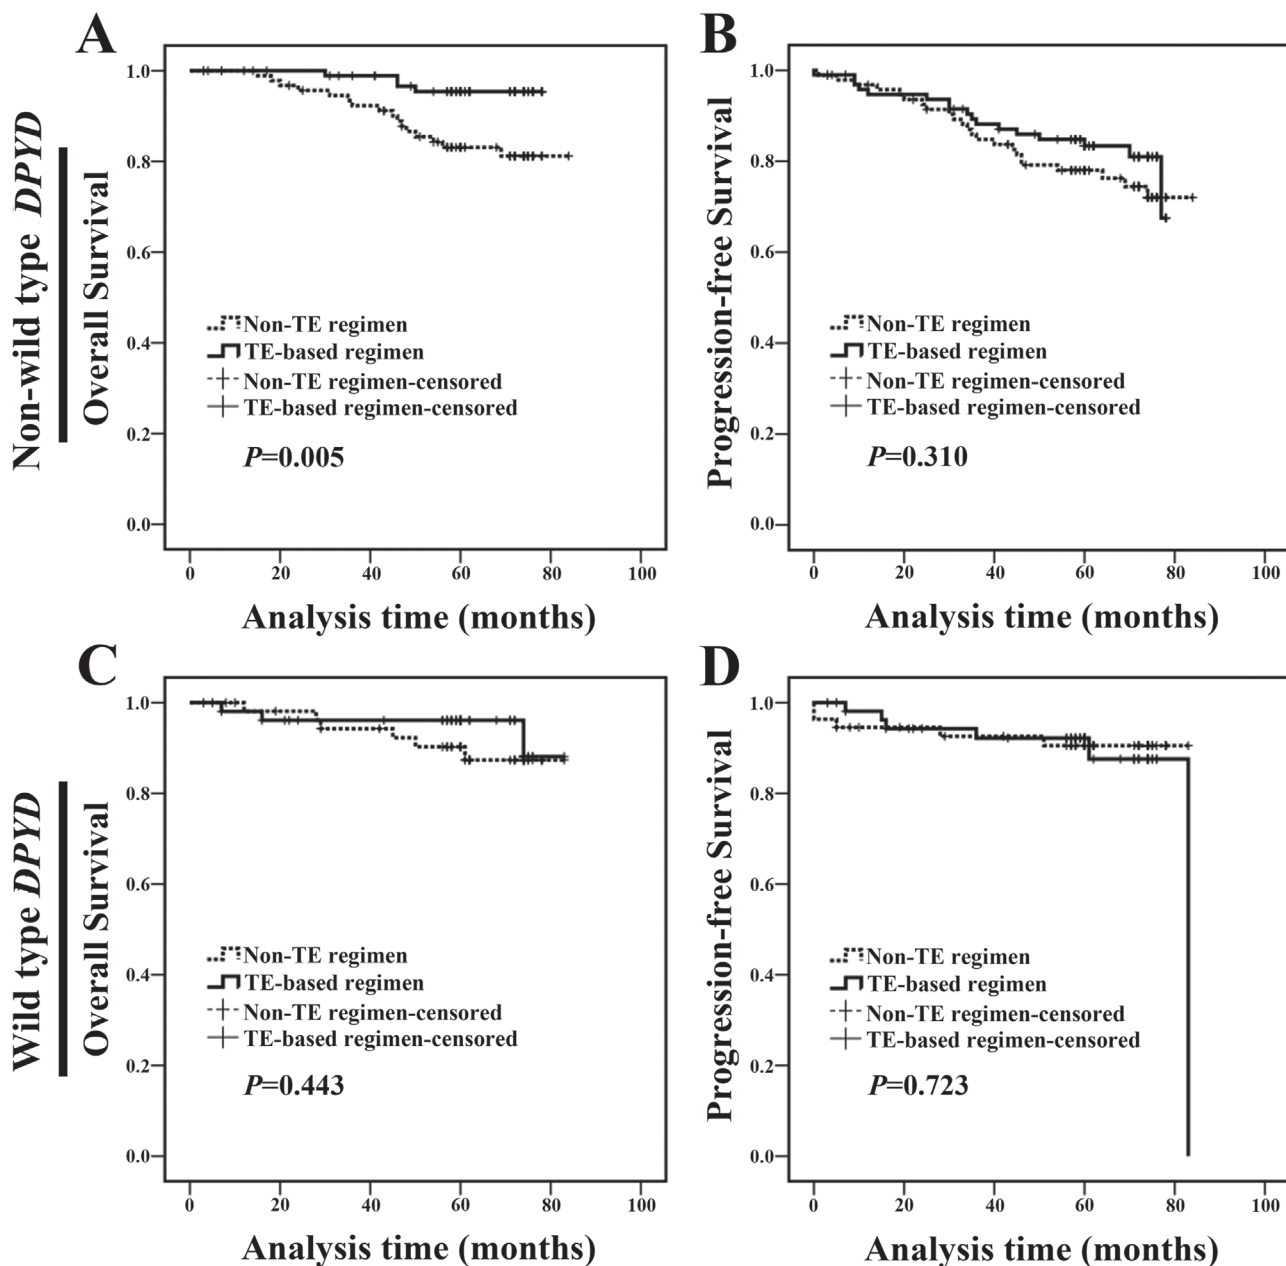 A
Non-wild type DPYD
Overall Survival
1.0
0.8
0.6
0.4
0.2
0.0
Non-TE regimen
TE-based regimen
Non-TE regimen-censored
TE-based regimen-censored
P=0.005
0 20 40 60 80 100
Analysis time (months)
B
Progression-free Survival
1.0
0.8
0.6
0.4
0.2
0.0
Non-TE regimen
TE-based regimen
Non-TE regimen-censored
TE-based regimen-censored
P=0.310
0 20 40 60 80 100
Analysis time (months)
C
Wild type DPYD
Overall Survival
1.0
0.8
0.6
0.4
0.2
0.0
Non-TE regimen
TE-based regimen
Non-TE regimen-censored
TE-based regimen-censored
P=0.443
0 20 40 60 80 100
Analysis time (months)
D
Progression-free Survival
1.0
0.8
0.6
0.4
0.2
0.0
Non-TE regimen
TE-based regimen
Non-TE regimen-censored
TE-based regimen-censored
P=0.723
0 20 40 60 80 100
Analysis time (months)